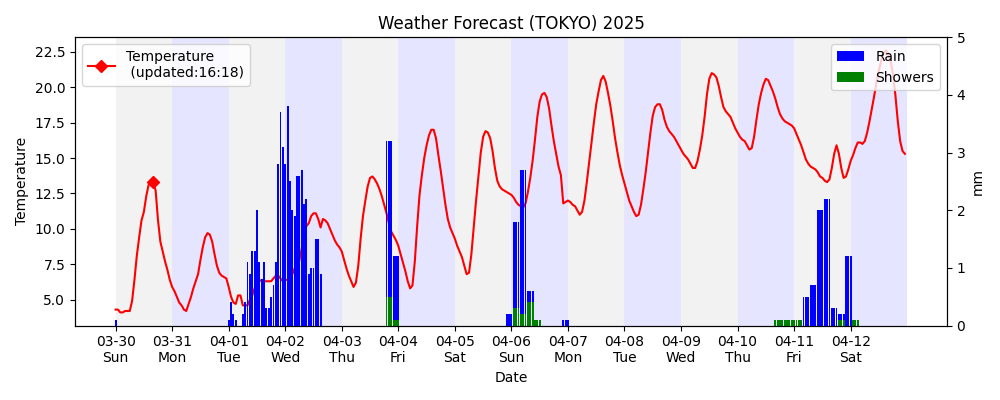 Weather Forecast (TOKYO) 2025
Temperature
(updated:16:18)
Rain
Showers
22.5
20.0
17.5
15.0
12.5
10.0
7.5
5.0
Temperature
5
4
3
2
1
0
mm
03-30 03-31 04-01 04-02 04-03 04-04 04-05 04-06 04-07 04-08 04-09 04-10 04-11 04-12
Sun Mon Tue Wed Thu Fri Sat Sun Mon Tue Wed Thu Fri Sat
Date